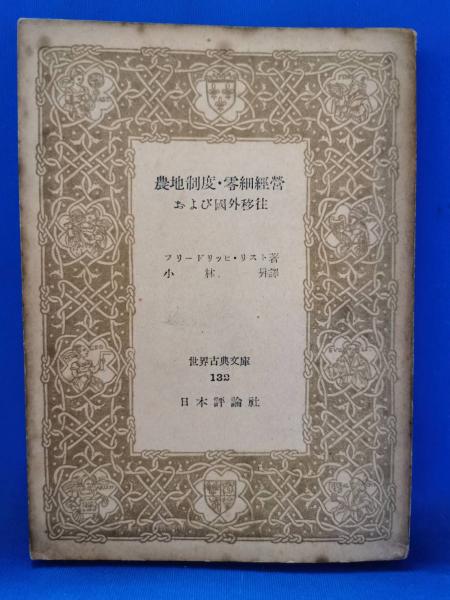 農地制度・零細經營
および國外移住
フリードリッヒ・リスト著
小林 昇譯
世界古典文庫
132
日本評論社